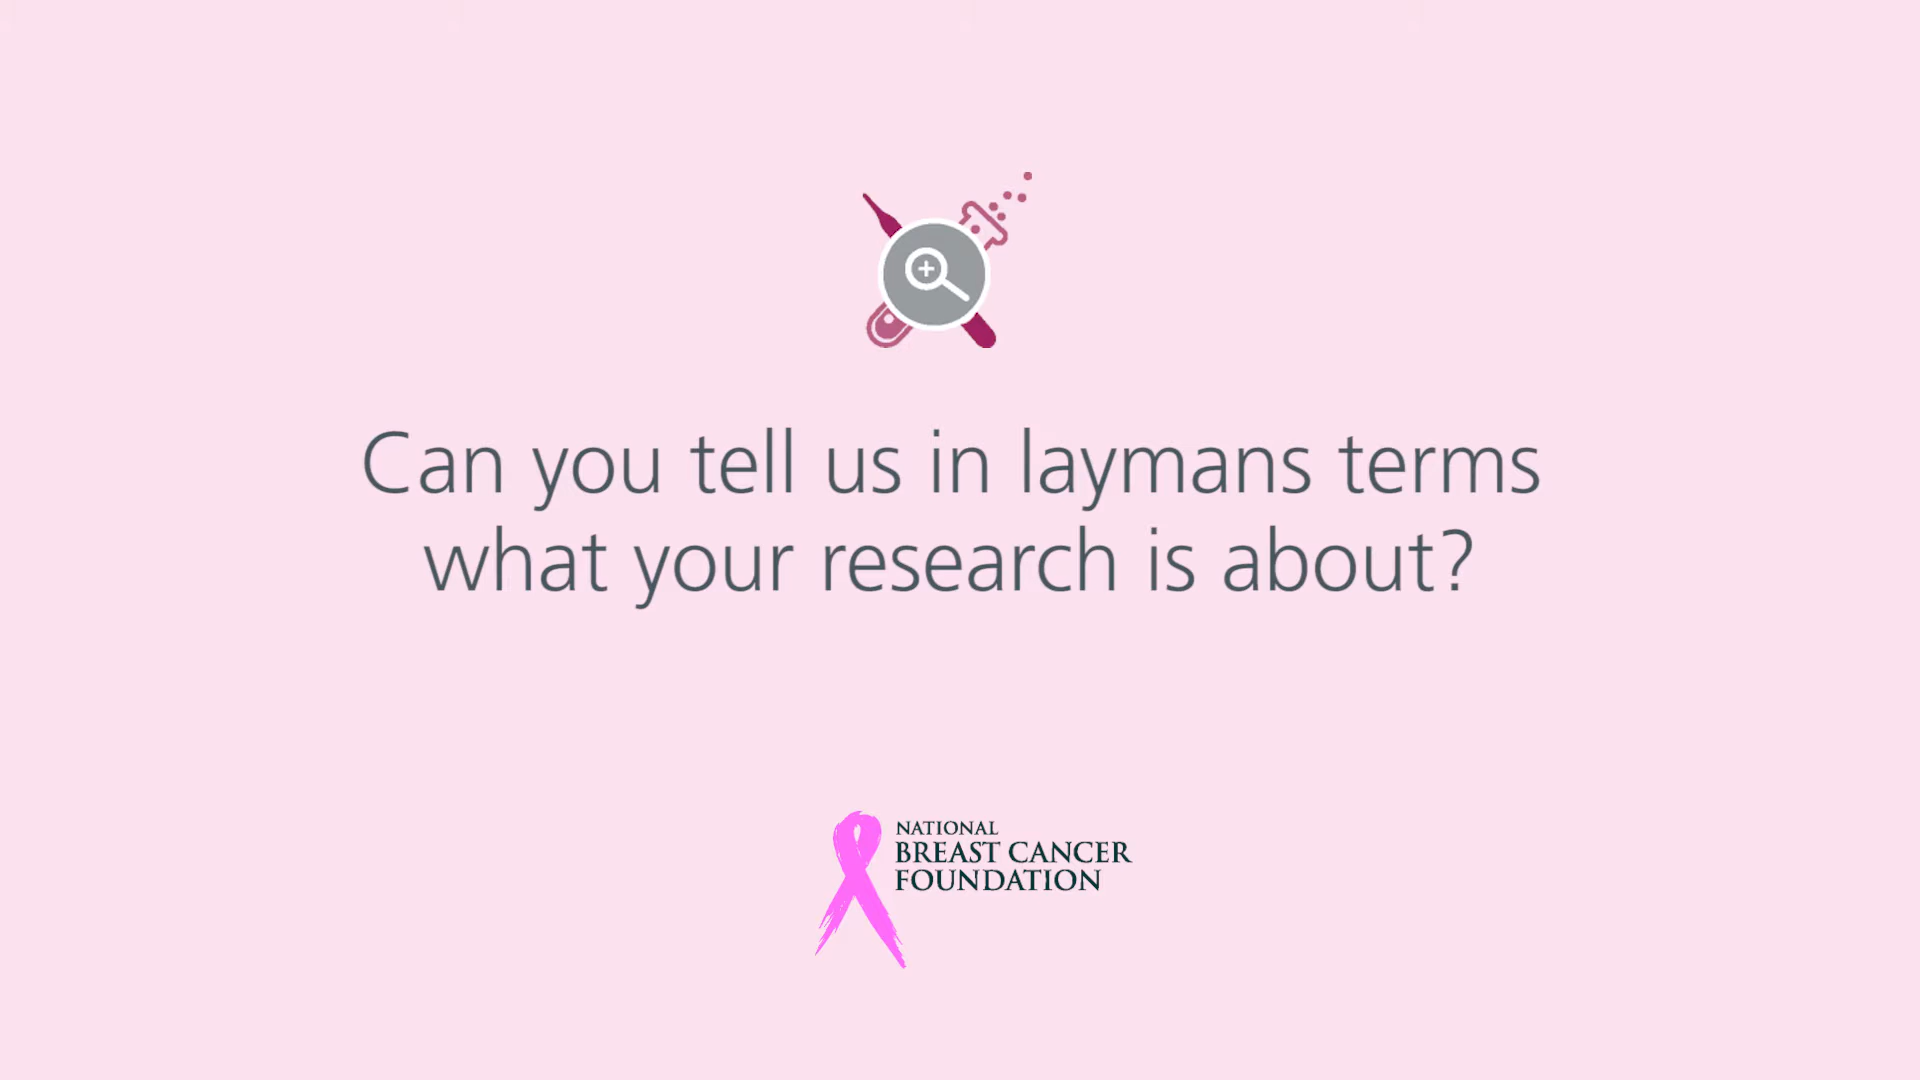 Can you tell us in laymans terms
what your research is about?
NATIONAL
BREAST CANCER
FOUNDATION